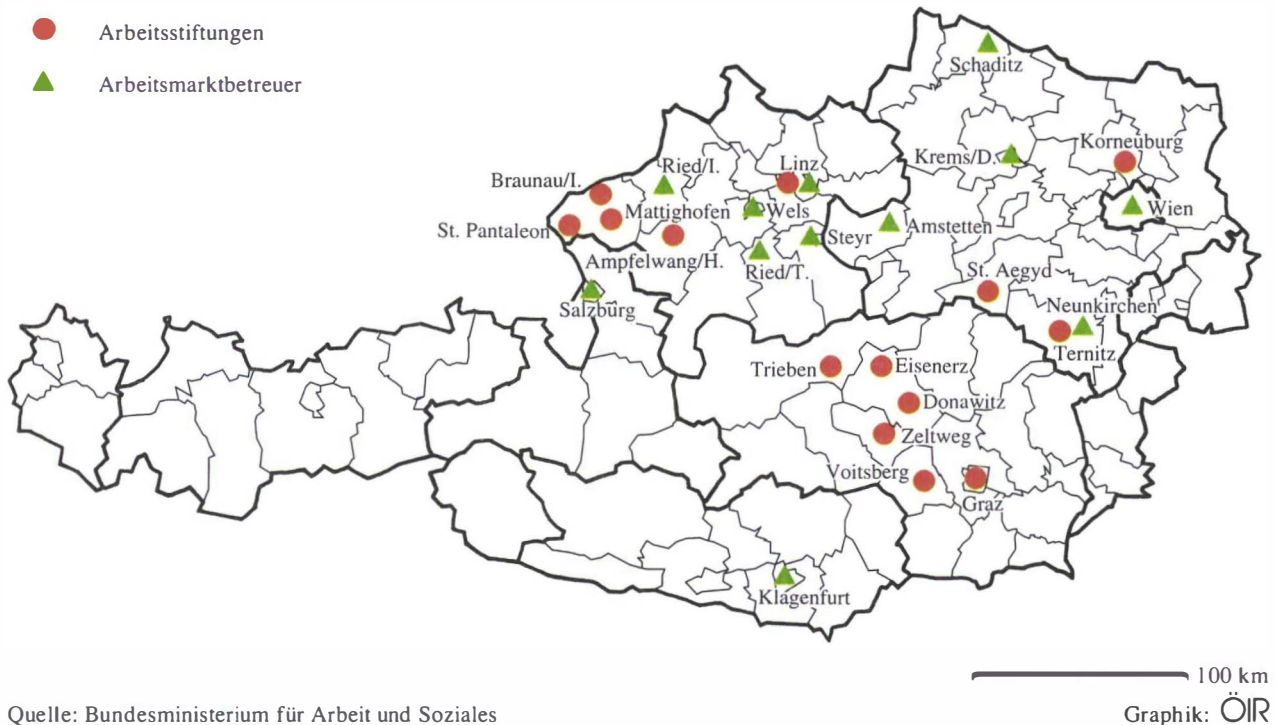 Arbeitsstiftungen
Arbeitsmarktbetreuer
Schaditz
Krems/D.
Korneuburg
Wien
Ried/I.
Linz
Braunau/I.
Mattighofen
Wels
St. Pantaleon
Steyr
Amstetten
Ampfelwang/H.
Ried/T.
St. Aegyd
Salzburg
Neunkirchen
Ternitz
Trieben
Eisenerz
Donawitz
Zeltweg
Voitsberg
Graz
Klagenfurt
100 km
Quelle: Bundesministerium für Arbeit und Soziales
Graphik: ÖIR